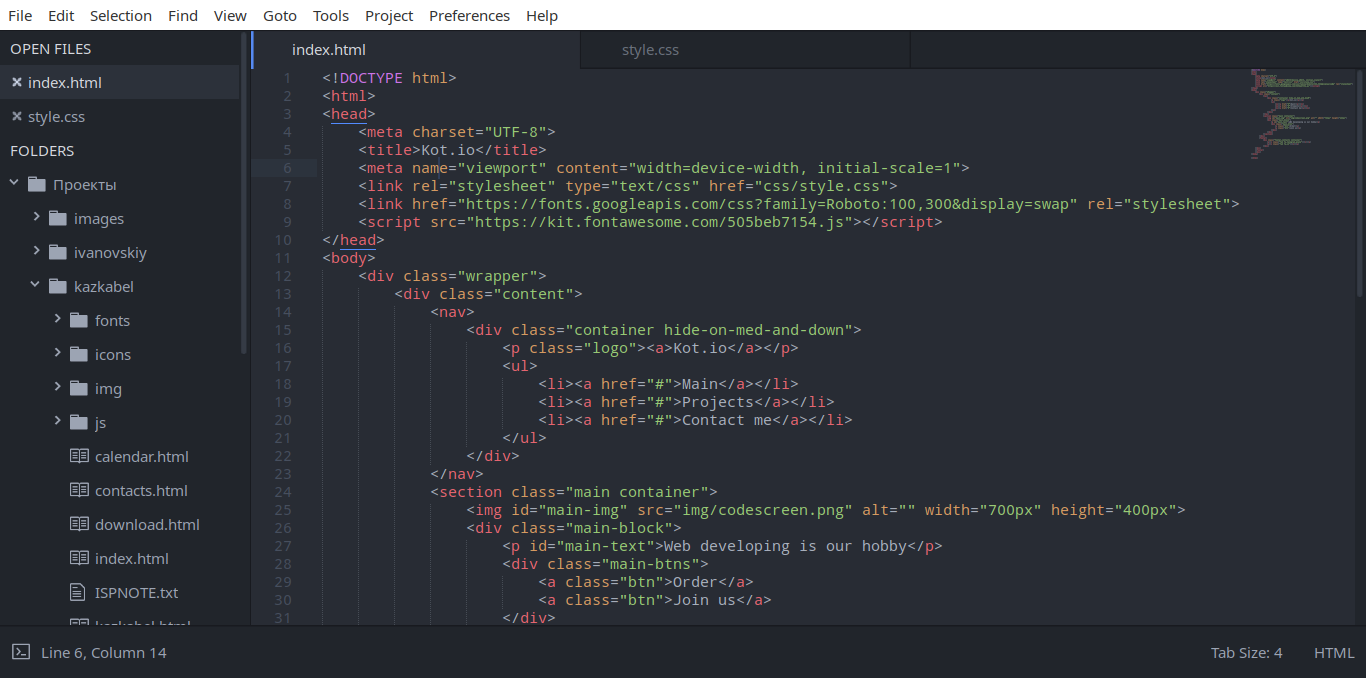 File Edit Selection Find View Goto Tools Project Preferences Help
OPEN FILES
index.html
style.css
FOLDERS
Проекты
images
ivanovskiy
kazkabel
fonts
icons
img
js
calendar.html
contacts.html
download.html
index.html
ISPNOTE.txt
kazkabel.html
index.html style.css
1 <!DOCTYPE html>
2 <html>
3 <head>
4 <meta charset="UTF-8">
5 <title>Kot.io</title>
6 <meta name="viewport" content="width=device-width, initial-scale=1">
7 <link rel="stylesheet" type="text/css" href="css/style.css">
8 <link href="https://fonts.googleapis.com/css?family=Roboto:100,300&display=swap" rel="stylesheet">
9 <script src="https://kit.fontawesome.com/505beb7154.js"></script>
10 </head>
11 <body>
12 <div class="wrapper">
13 <div class="content">
14 <nav>
15 <div class="container hide-on-med-and-down">
16 <p class="logo"><a>Kot.io</a></p>
17 <ul>
18 <li><a href="#">Main</a></li>
19 <li><a href="#">Projects</a></li>
20 <li><a href="#">Contact me</a></li>
21 </ul>
22 </div>
23 </nav>
24 <section class="main container">
25 <img id="main-img" src="img/codescreen.png" alt="" width="700px" height="400px">
26 <div class="main-block">
27 <p id="main-text">Web developing is our hobby</p>
28 <div class="main-btns">
29 <a class="btn">Order</a>
30 <a class="btn">Join us</a>
31 </div>
Line 6, Column 14
Tab Size: 4 HTML